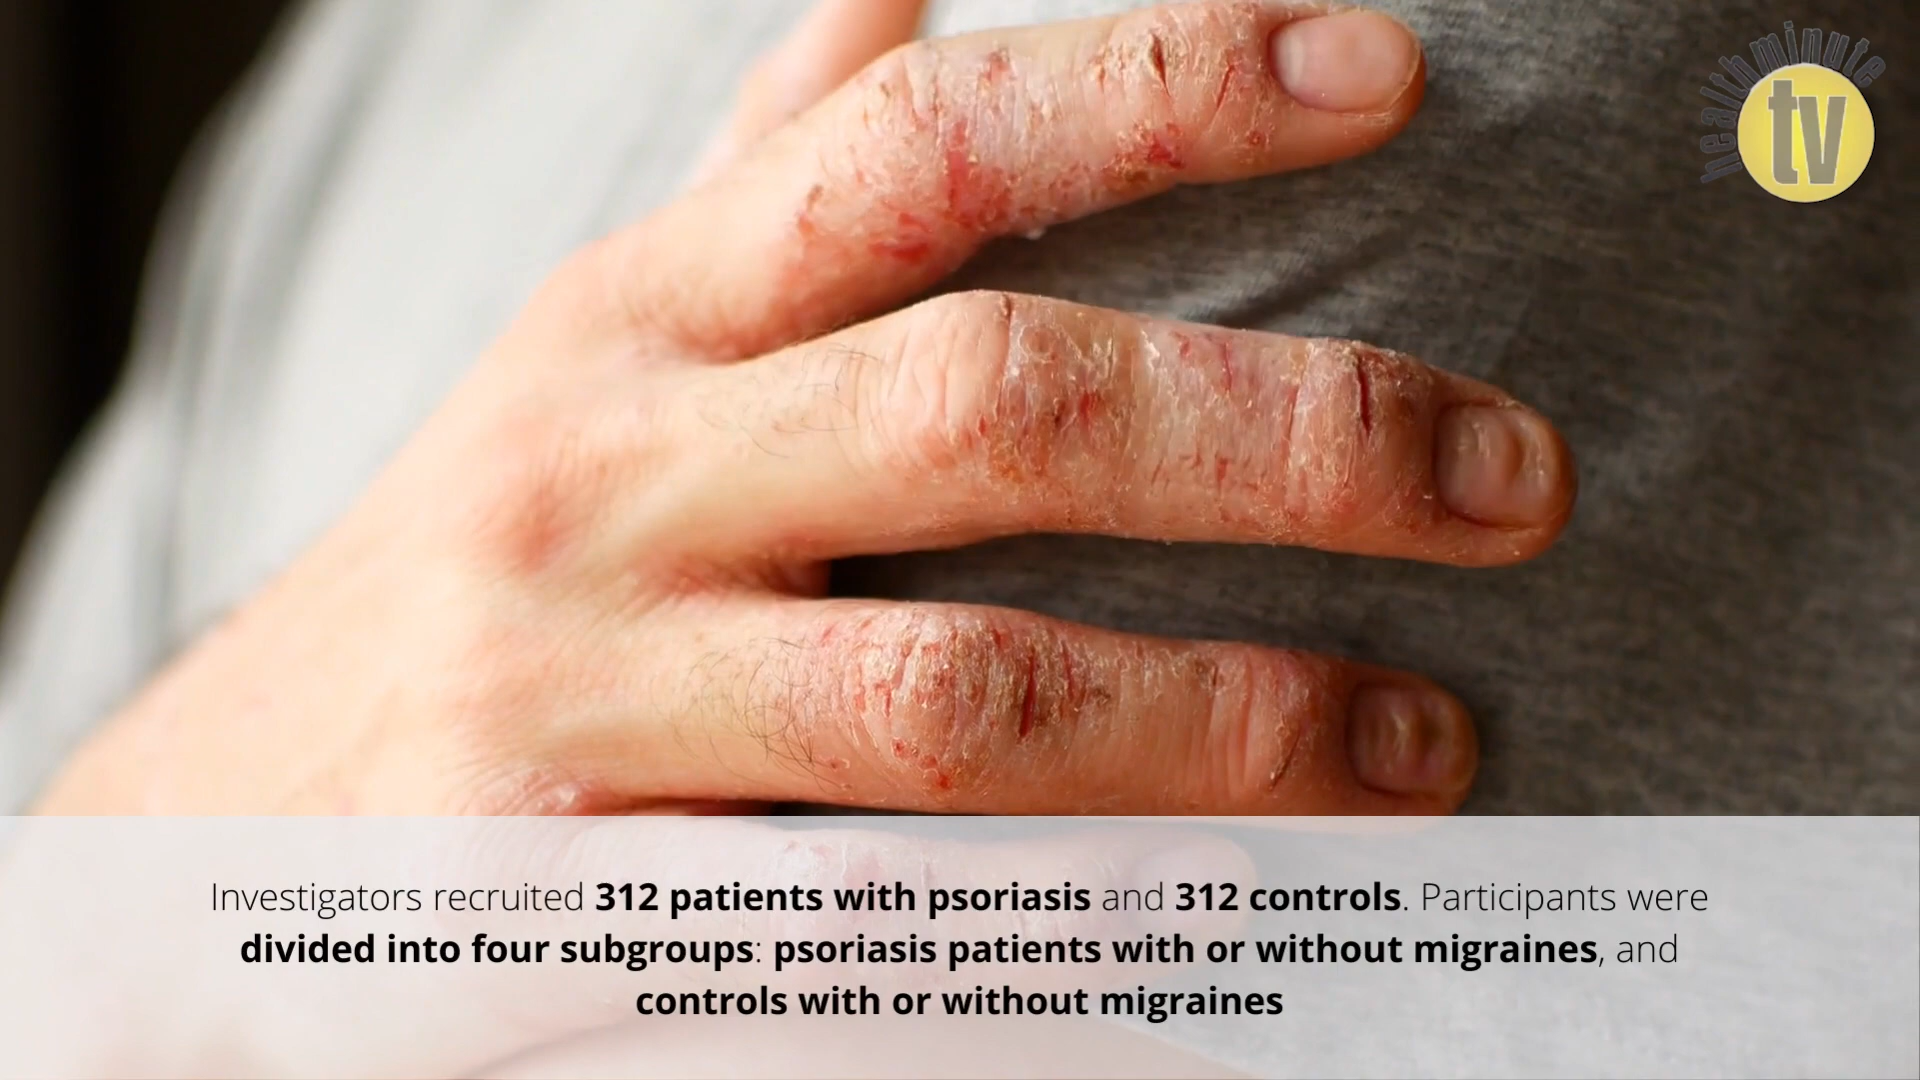 healthminute
tv
Investigators recruited 312 patients with psoriasis and 312 controls. Participants were
divided into four subgroups: psoriasis patients with or without migraines, and
controls with or without migraines